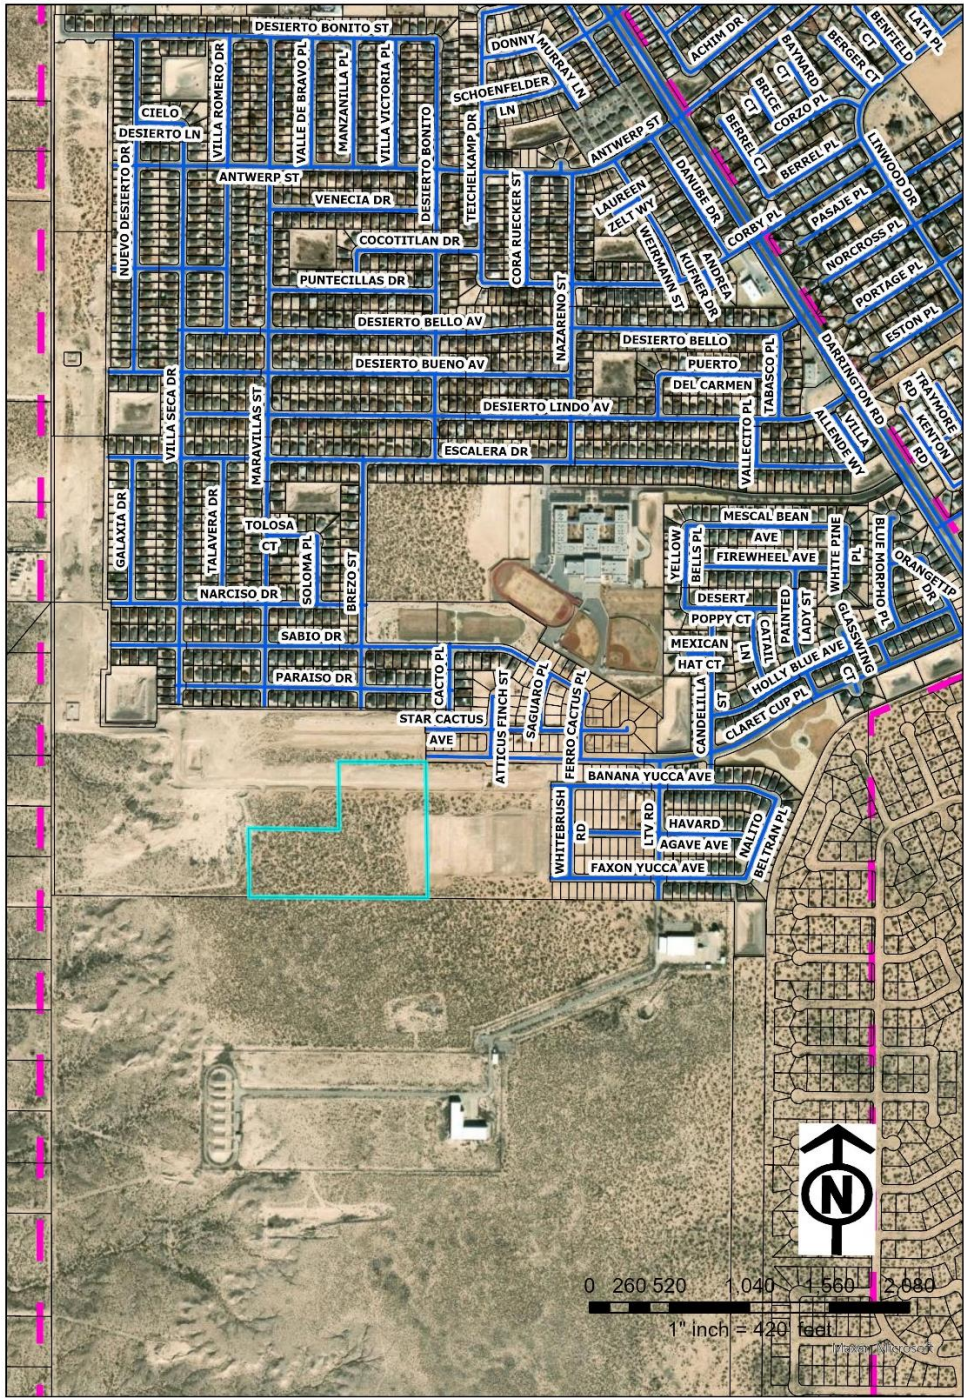 DESIERTO BONITO ST
DONNY
MURRAY LN
ACHIM DR
BENFIELD
CT
LATA PL
BERGER CT
BAYNARD
CT
BRICE
CT
CORZO PL
SCHOENFELDER
LN
CIELO
DESIERTO LN
VILLA ROMERO DR
VALLE DE BRAVO PL
MANZANILLA PL
VILLA VICTORIA PL
DESIERTO BONITO
TEICHELKAMP DR
ANTWERP ST
BERREL CT
BERREL PL
LINWOOD DR
NUEVO DESIERTO DR
ANTWERP ST
VENECIA DR
CORA RUECKER ST
LAUREEN
ZELT WY
DANUBE DR
CORBY PL
PASAJE PL
NORCROSS PL
PORTAGE PL
ESTON PL
COCOTITLAN DR
PUNTECILLAS DR
WEIRMANN ST
KUFNER DR
ANDREA
NAZARENO ST
DESIERTO BELLO AV
DESIERTO BELLO
DARRINGTON RD
DESIERTO BUENO AV
PUERTO
DEL CARMEN
TABASCO PL
VILLA SECA DR
MARAVILLAS ST
DESIERTO LINDO AV
VALLECITO PL
VILLA
ALLENDE WY
TRAYMORE
RD
KENTON
RD
ESCALERA DR
GALAXIA DR
TALAVERA DR
TOLOSA
CT
SOLOMA PL
BREZO ST
MESCAL BEAN
AVE
YELLOW
BELLS PL
FIREWHEEL AVE
WHITE PINE
PL
BLUE MORPHO PL
ORANGETIP
DR
NARCISO DR
DESERT
POPPY CT
PAINTED
LADY ST
CATTAIL
LN
GLASSWING
CT
SABIO DR
MEXICAN
HAT CT
HOLLY BLUE AVE
PARAISO DR
CACTO PL
SAGUARO PL
FERRO CACTUS PL
CANDELILLA
ST
CLARET CUP PL
STAR CACTUS
AVE
ATTICUS FINCH ST
BANANA YUCCA AVE
WHITEBRUSH
RD
LTV RD
HAVARD
AGAVE AVE
NALITO
BELTRAN PL
FAXON YUCCA AVE
N
0 260 520 1,040 1,560 2,080
1" inch = 420 feet
Microsoft